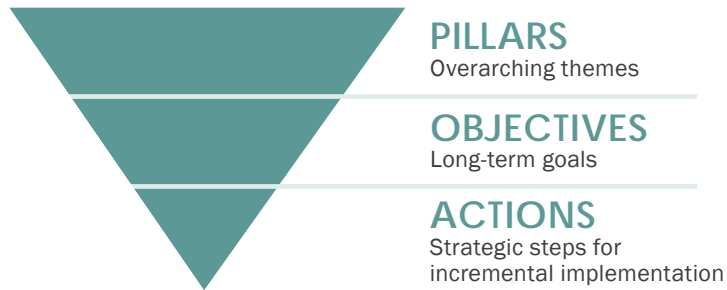 PILLARS
Overarching themes
OBJECTIVES
Long-term goals
ACTIONS
Strategic steps for
incremental implementation